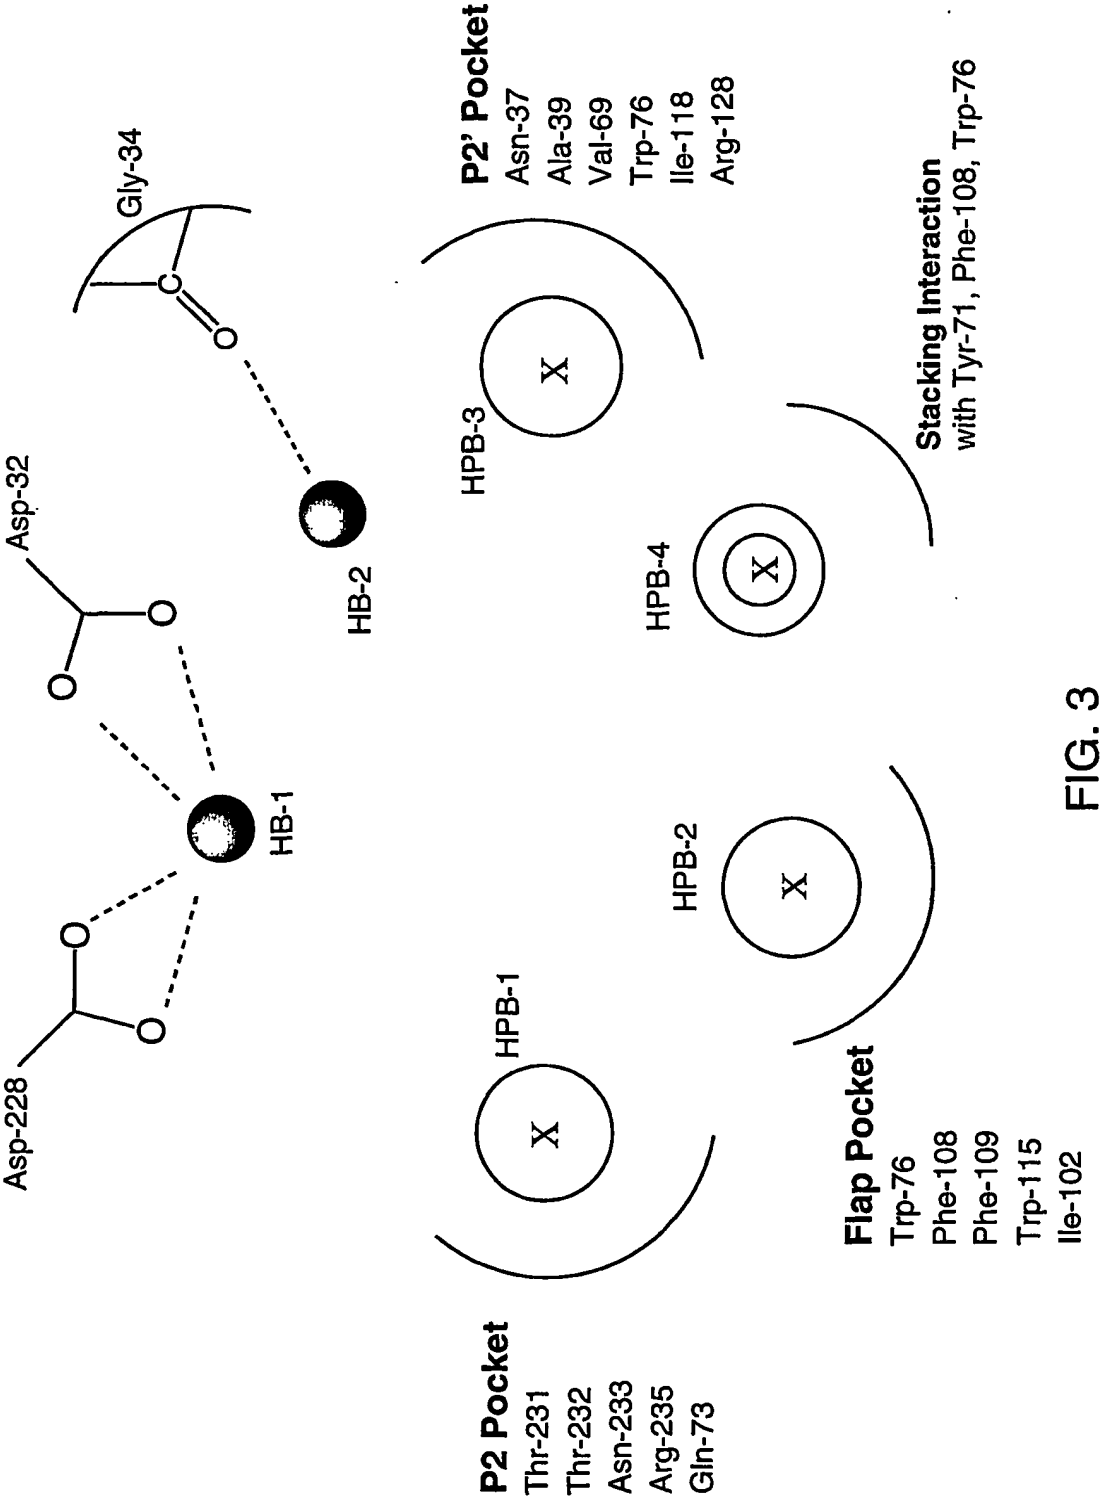 Asp-228
O
O
HB-1
O
O
Asp-32
HB-2
O
C
Gly-34
P2 Pocket
Thr-231
Thr-232
Asn-233
Arg-235
Gln-73
HPB-1
X
Flap Pocket
Trp-76
Phe-108
Phe-109
Trp-115
Ile-102
HPB-2
X
HPB-4
X
Stacking Interaction
with Tyr-71, Phe-108, Trp-76
HPB-3
X
P2' Pocket
Asn-37
Ala-39
Val-69
Trp-76
Ile-118
Arg-128
FIG. 3